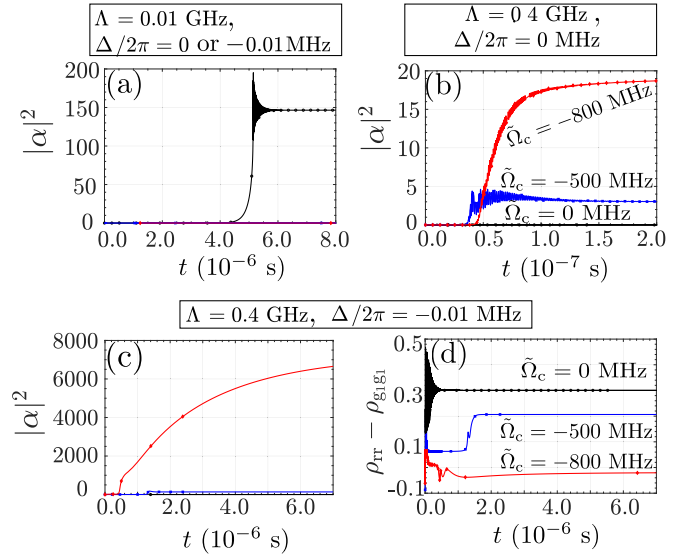 Λ = 0.01 GHz,
Δ/2π = 0 or −0.01MHz
Λ = 0.4 GHz ,
Δ/2π = 0 MHz
(a)
200
150
100
50
0
|α|²
0.0 2.0 4.0 6.0 8.0
t (10⁻⁶ s)
(b)
20
15
10
5
0
|α|²
Ω̃c = −800 MHz
Ω̃c = −500 MHz
Ω̃c = 0 MHz
0.0 0.5 1.0 1.5 2.0
t (10⁻⁷ s)
Λ = 0.4 GHz, Δ/2π = −0.01 MHz
(c)
8000
6000
4000
2000
0
|α|²
0.0 2.0 4.0 6.0
t (10⁻⁶ s)
(d)
0.5
0.3
0.1
-0.1
ρrr − ρg₁g₁
Ω̃c = 0 MHz
Ω̃c = −500 MHz
Ω̃c = −800 MHz
0.0 2.0 4.0 6.0
t (10⁻⁶ s)